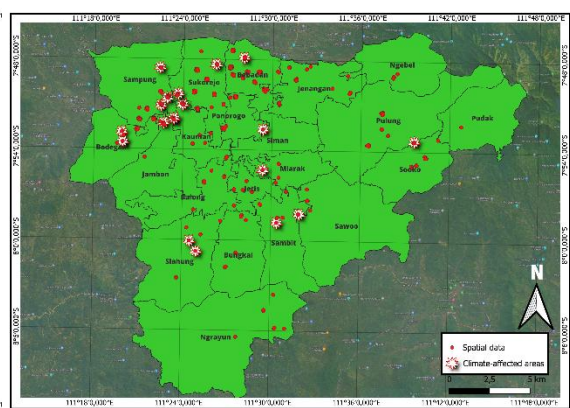 111°18'0,000"E 111°24'0,000"E 111°30'0,000"E 111°36'0,000"E 111°42'0,000"E 111°48'0,000"E
7°48'0,000"S 7°48'0,000"S
Ngebel
Sampung Sukorejo Babadan
Jenangan
Ponorogo Pulung Pudak
Kauman Siman
7°54'0,000"S Badegan 7°54'0,000"S
Jambon Mlarak Sooko
Balong Jetis
Sawoo
8°0'0,000"S Sambit 8°0'0,000"S
Slahung Bungkal
N
Ngrayun
8°6'0,000"S 8°6'0,000"S
Spatial data
Climate-affected areas
0 2,5 5 km
111°18'0,000"E 111°24'0,000"E 111°30'0,000"E 111°36'0,000"E 111°42'0,000"E 111°48'0,000"E